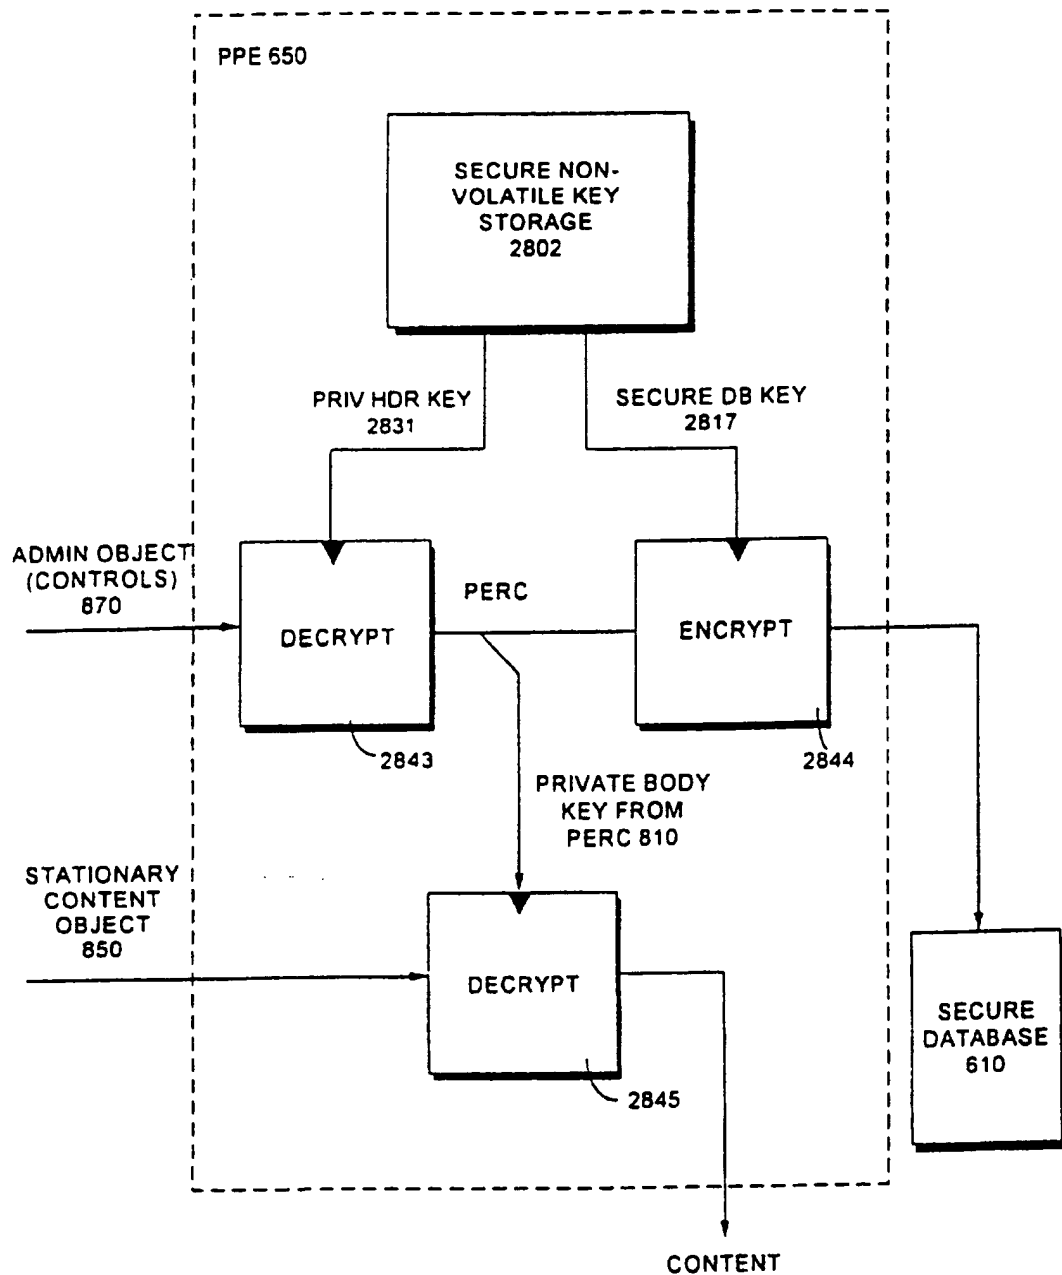 PPE 650
SECURE NON-
VOLATILE KEY
STORAGE
2802
PRIV HDR KEY
2831
SECURE DB KEY
2817
ADMIN OBJECT
(CONTROLS)
870
DECRYPT
PERC
ENCRYPT
2843
2844
PRIVATE BODY
KEY FROM
PERC 810
STATIONARY
CONTENT
OBJECT
850
DECRYPT
2845
SECURE
DATABASE
610
CONTENT